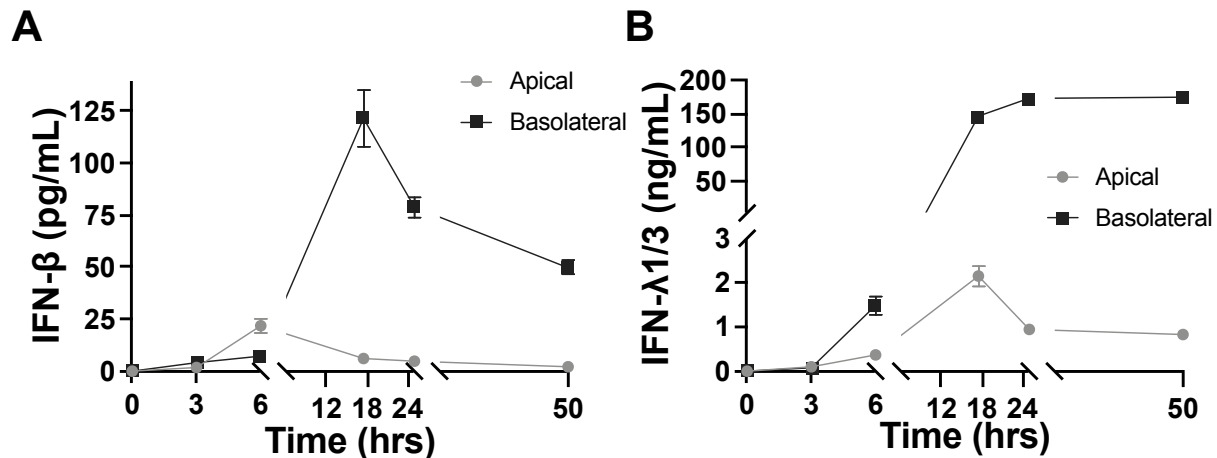 A
IFN-β (pg/mL)
125
100
75
50
25
0
Apical
Basolateral
0 3 6 12 18 24 50
Time (hrs)
B
IFN-λ1/3 (ng/mL)
200
150
100
50
3
2
1
0
Apical
Basolateral
0 3 6 12 18 24 50
Time (hrs)